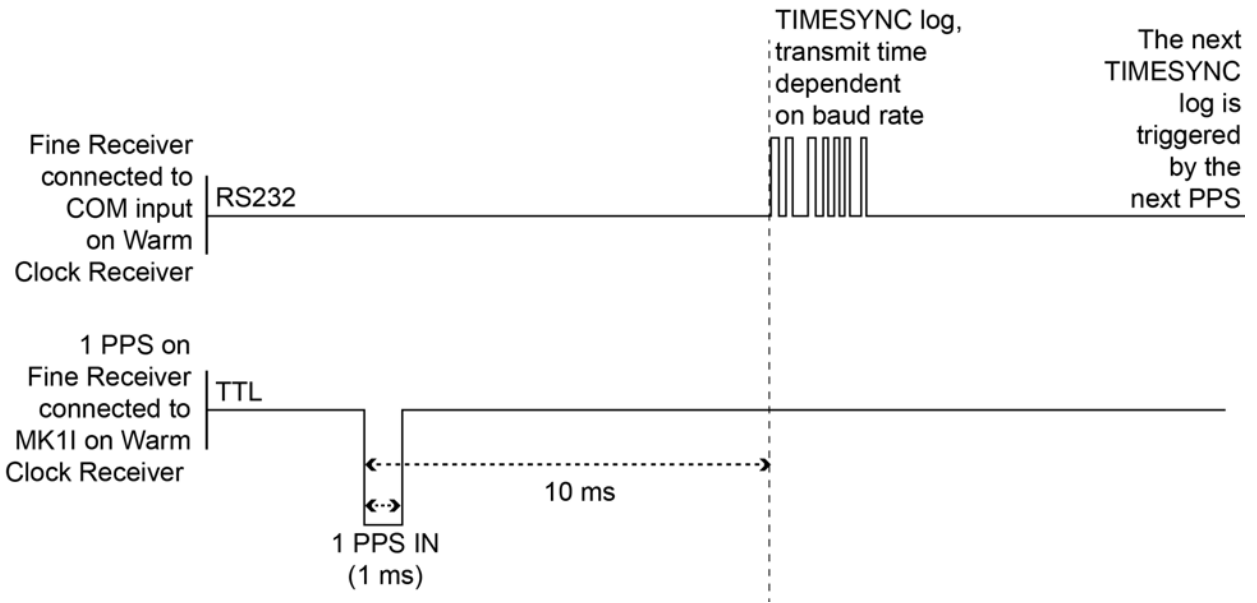 TIMESYNC log,
transmit time
dependent
on baud rate
The next
TIMESYNC
log is
triggered
by the
next PPS
Fine Receiver
connected to
COM input
on Warm
Clock Receiver
RS232
1 PPS on
Fine Receiver
connected to
MK1I on Warm
Clock Receiver
TTL
10 ms
1 PPS IN
(1 ms)